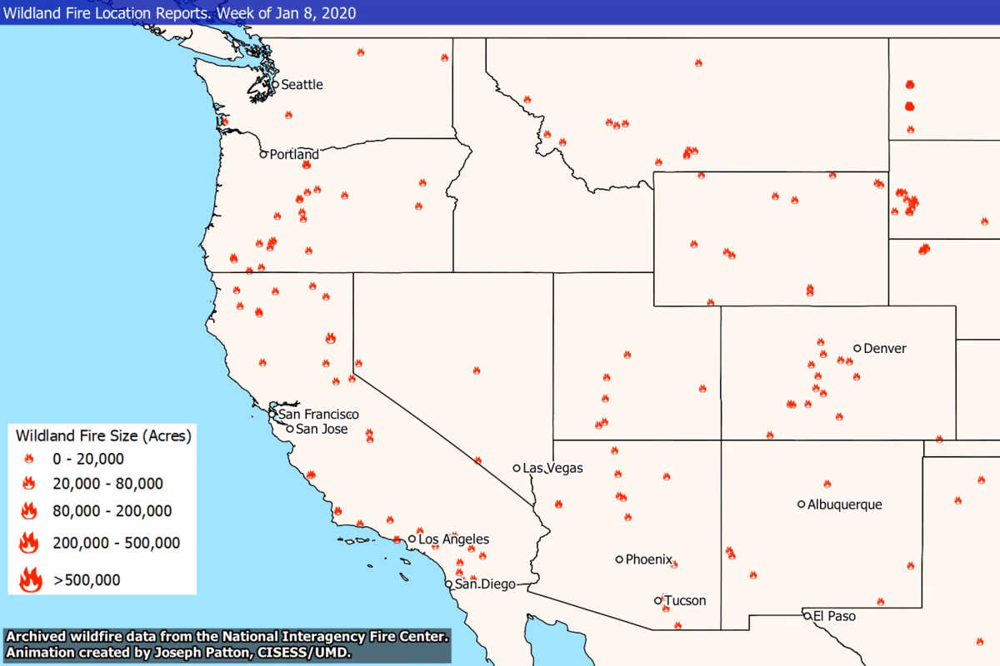 Wildland Fire Location Reports. Week of Jan 8, 2020
Seattle
Portland
Denver
San Francisco
San Jose
Las Vegas
Albuquerque
Los Angeles
Phoenix
San Diego
Tucson
El Paso
Wildland Fire Size (Acres)
0 - 20,000
20,000 - 80,000
80,000 - 200,000
200,000 - 500,000
>500,000
Archived wildfire data from the National Interagency Fire Center.
Animation created by Joseph Patton, CISESS/UMD.